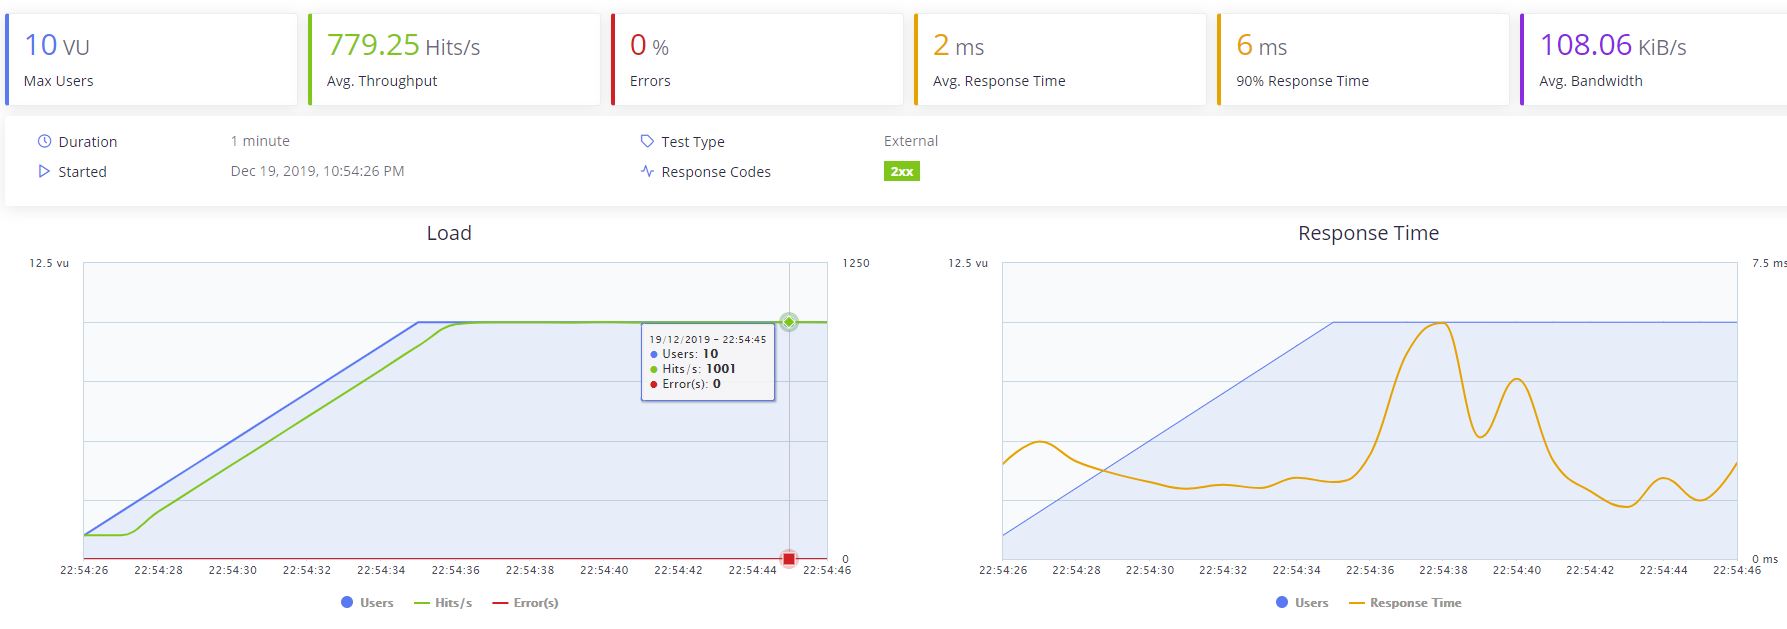 10 VU
Max Users
779.25 Hits/s
Avg. Throughput
0 %
Errors
2 ms
Avg. Response Time
6 ms
90% Response Time
108.06 KiB/s
Avg. Bandwidth
Duration 1 minute Test Type External
Started Dec 19, 2019, 10:54:26 PM Response Codes 2xx
Load
12.5 vu
1250
19/12/2019 - 22:54:45
Users: 10
Hits/s: 1001
Error(s): 0
0
22:54:26 22:54:28 22:54:30 22:54:32 22:54:34 22:54:36 22:54:38 22:54:40 22:54:42 22:54:44 22:54:46
Users Hits/s Error(s)
Response Time
12.5 vu
7.5 ms
0 ms
22:54:26 22:54:28 22:54:30 22:54:32 22:54:34 22:54:36 22:54:38 22:54:40 22:54:42 22:54:44 22:54:46
Users Response Time